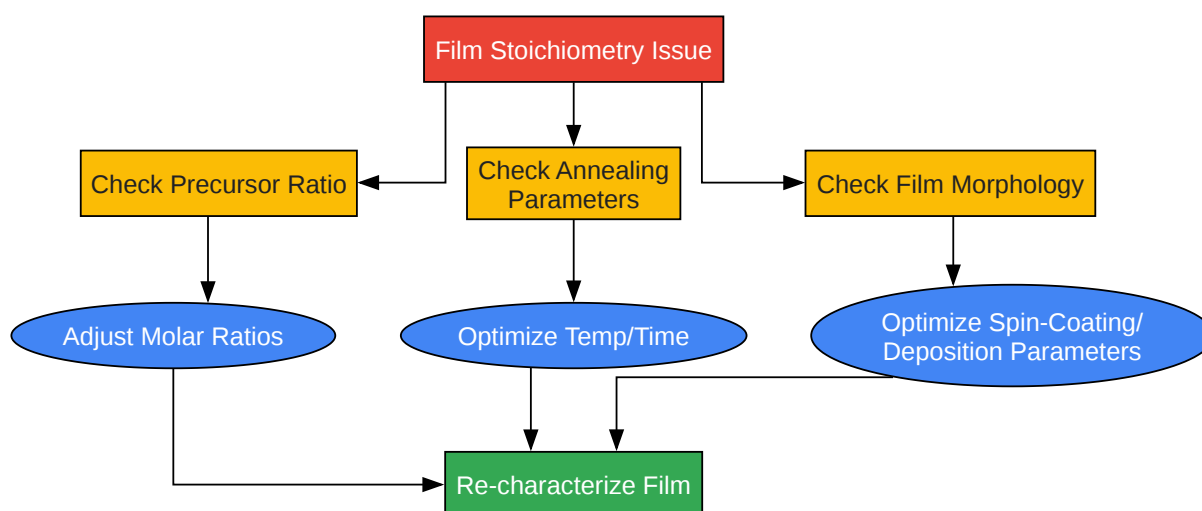 Film Stoichiometry Issue
Check Precursor Ratio
Check Annealing
Parameters
Check Film Morphology
Adjust Molar Ratios
Optimize Temp/Time
Optimize Spin-Coating/
Deposition Parameters
Re-characterize Film